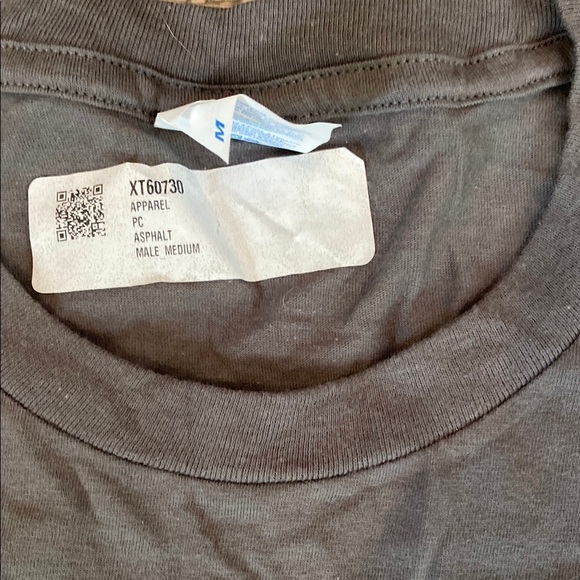 M
XT60730
APPAREL
PC
ASPHALT
MALE MEDIUM